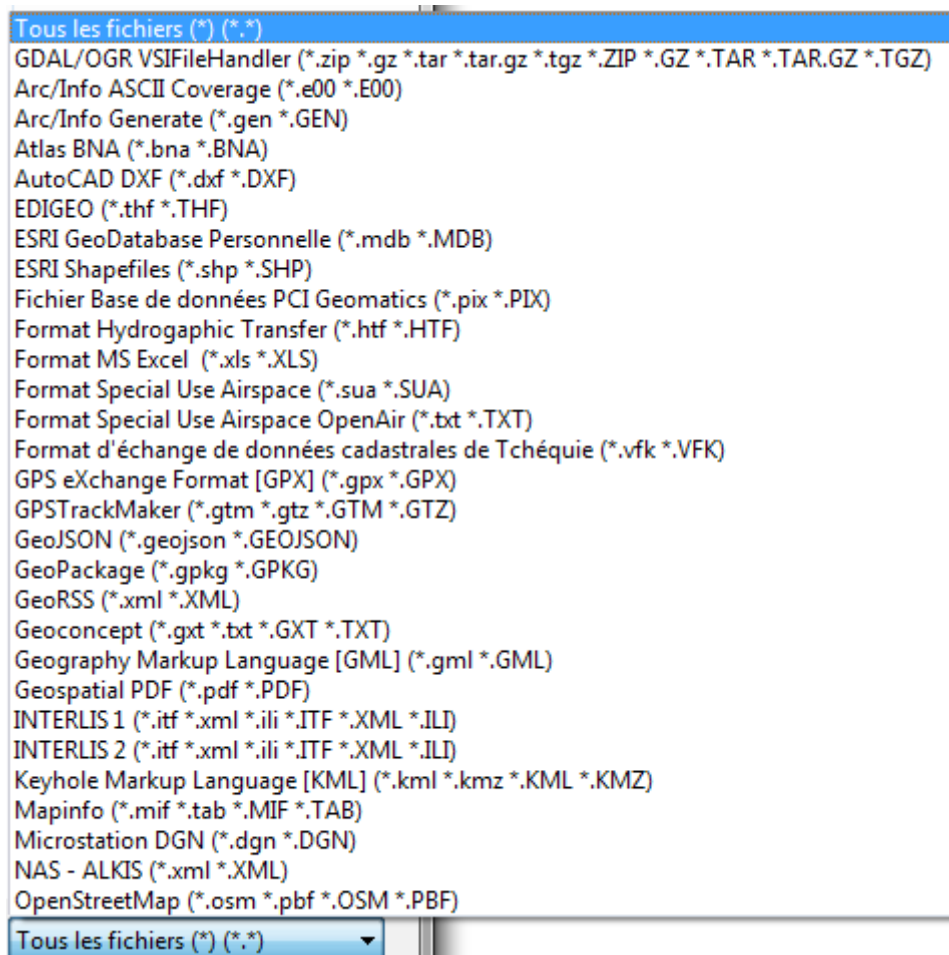 Tous les fichiers (*) (*.*)
GDAL/OGR VSIFileHandler (*.zip *.gz *.tar *.tar.gz *.tgz *.ZIP *.GZ *.TAR *.TAR.GZ *.TGZ)
Arc/Info ASCII Coverage (*.e00 *.E00)
Arc/Info Generate (*.gen *.GEN)
Atlas BNA (*.bna *.BNA)
AutoCAD DXF (*.dxf *.DXF)
EDIGEO (*.thf *.THF)
ESRI GeoDatabase Personnelle (*.mdb *.MDB)
ESRI Shapefiles (*.shp *.SHP)
Fichier Base de données PCI Geomatics (*.pix *.PIX)
Format Hydrogaphic Transfer (*.htf *.HTF)
Format MS Excel  (*.xls *.XLS)
Format Special Use Airspace (*.sua *.SUA)
Format Special Use Airspace OpenAir (*.txt *.TXT)
Format d'échange de données cadastrales de Tchéquie (*.vfk *.VFK)
GPS eXchange Format [GPX] (*.gpx *.GPX)
GPSTrackMaker (*.gtm *.gtz *.GTM *.GTZ)
GeoJSON (*.geojson *.GEOJSON)
GeoPackage (*.gpkg *.GPKG)
GeoRSS (*.xml *.XML)
Geoconcept (*.gxt *.txt *.GXT *.TXT)
Geography Markup Language [GML] (*.gml *.GML)
Geospatial PDF (*.pdf *.PDF)
INTERLIS 1 (*.itf *.xml *.ili *.ITF *.XML *.ILI)
INTERLIS 2 (*.itf *.xml *.ili *.ITF *.XML *.ILI)
Keyhole Markup Language [KML] (*.kml *.kmz *.KML *.KMZ)
Mapinfo (*.mif *.tab *.MIF *.TAB)
Microstation DGN (*.dgn *.DGN)
NAS - ALKIS (*.xml *.XML)
OpenStreetMap (*.osm *.pbf *.OSM *.PBF)
Tous les fichiers (*) (*.*)